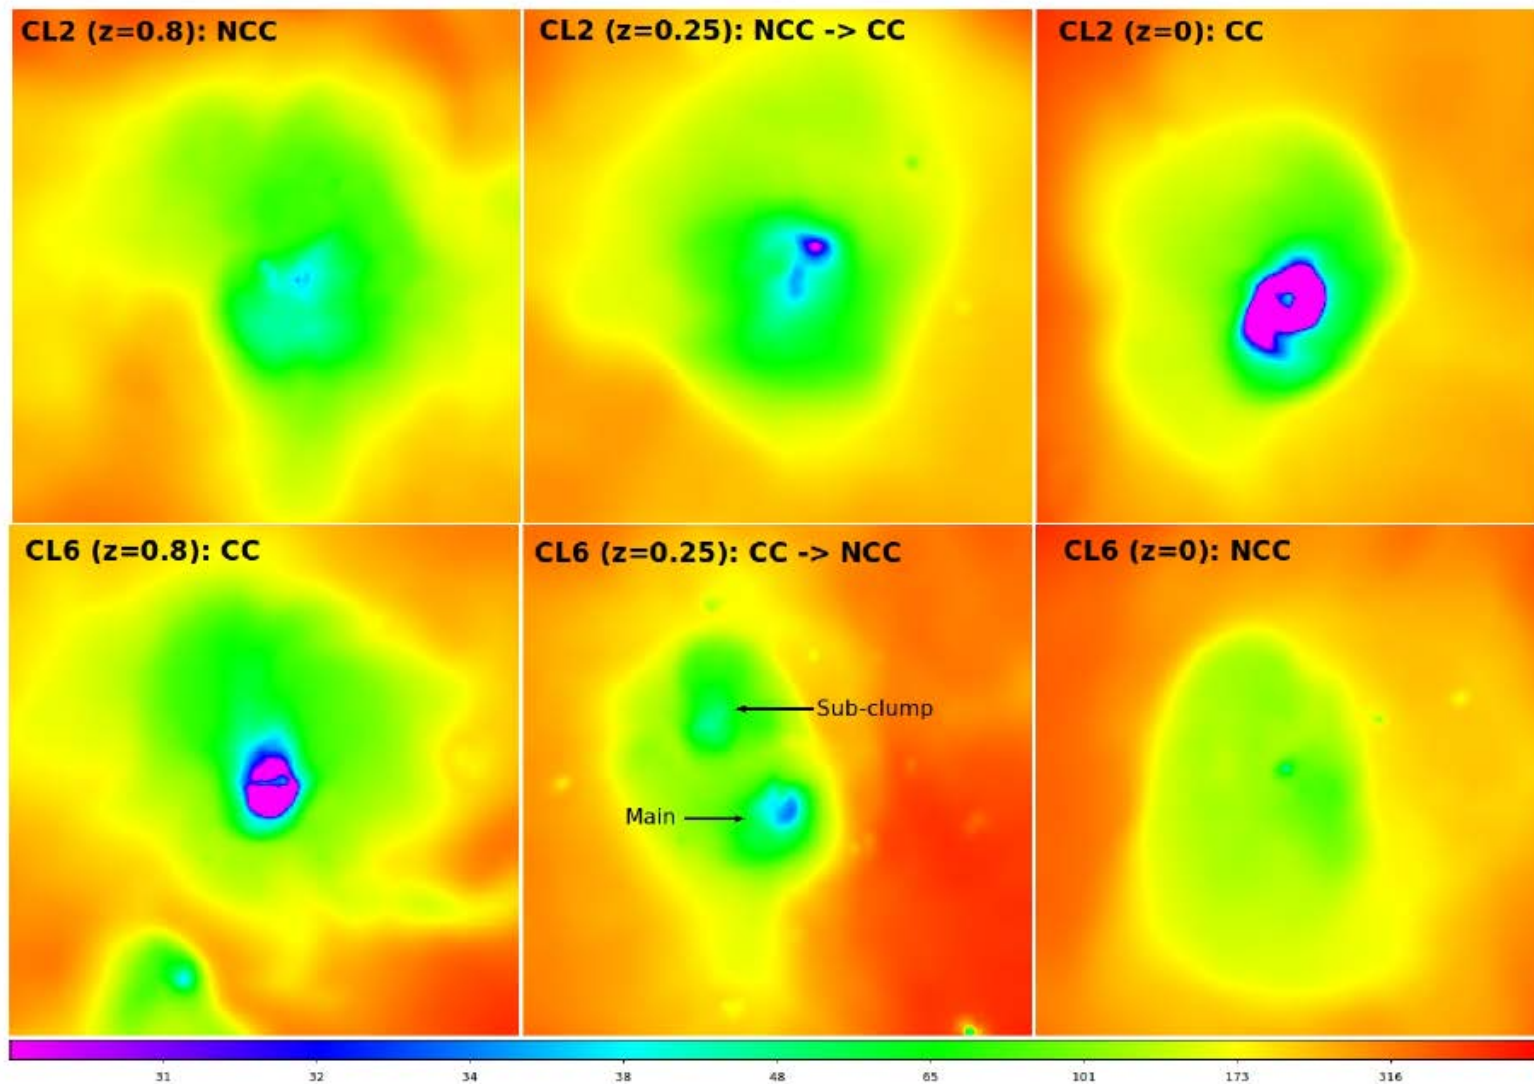 CL2 (z=0.8): NCC
CL2 (z=0.25): NCC -> CC
CL2 (z=0): CC
CL6 (z=0.8): CC
CL6 (z=0.25): CC -> NCC
CL6 (z=0): NCC
Sub-clump
Main
31 32 34 38 48 65 101 173 316